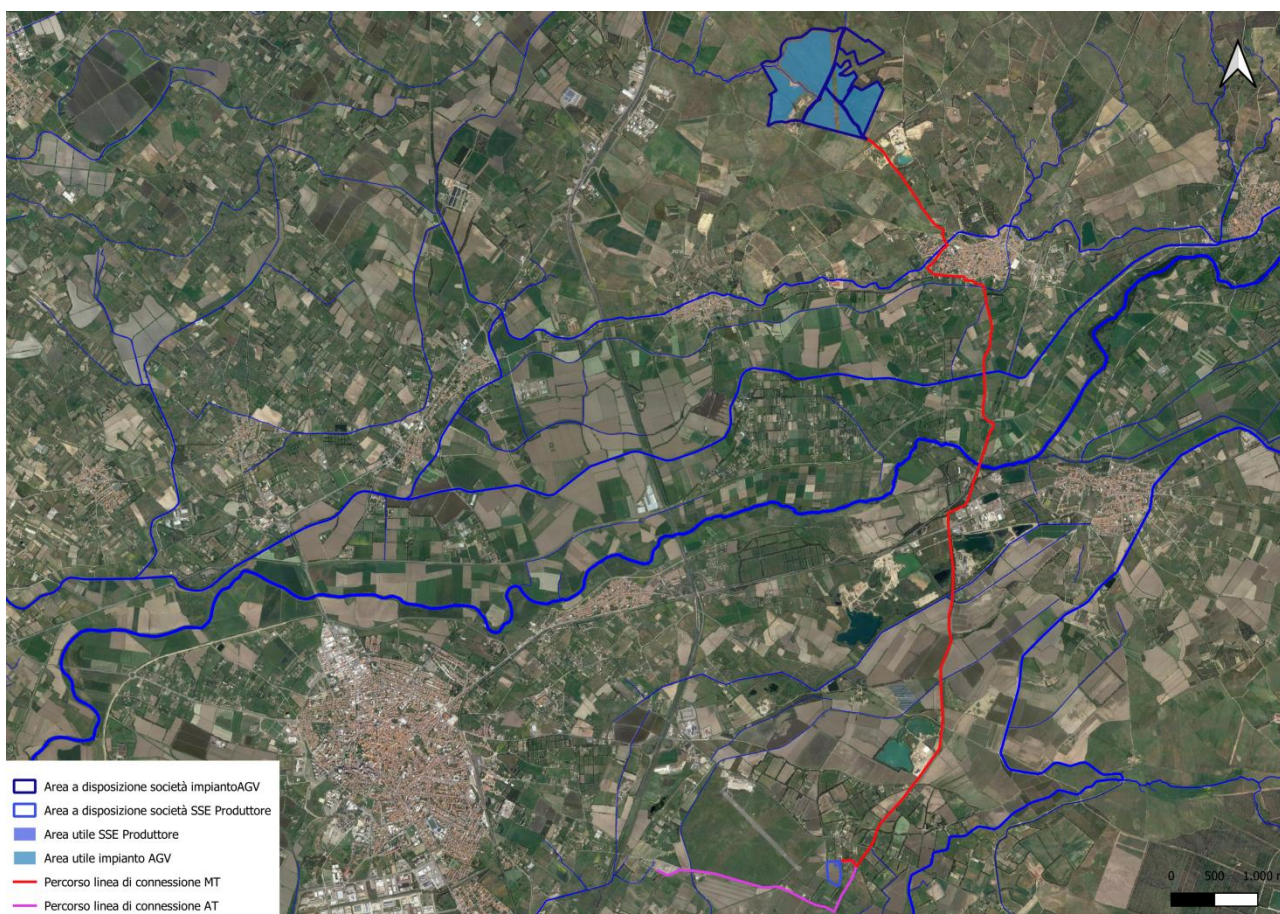 Area a disposizione società impiantoAGV
Area a disposizione società SSE Produttore
Area utile SSE Produttore
Area utile impianto AGV
Percorso linea di connessione MT
Percorso linea di connessione AT
0 500 1.000 m